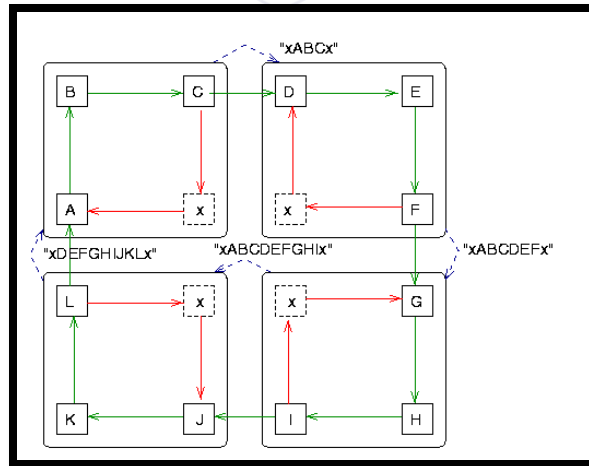 "xABCx"
B C D E
A x x F
"xDEFGHIJKLx" "xABCDEFGHIx" "xABCDEFx"
L x x G
K J I H